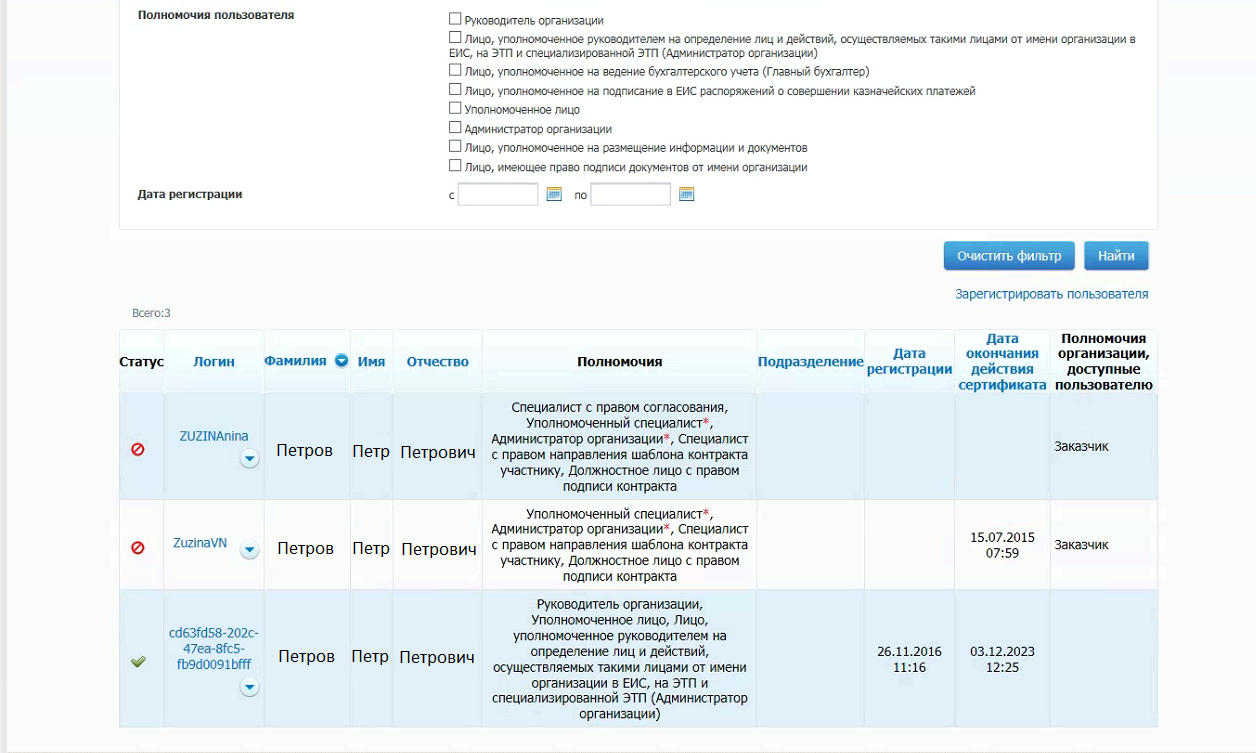 Полномочия пользователя
Руководитель организации
Лицо, уполномоченное руководителем на определение лиц и действий, осуществляемых такими лицами от имени организации в
ЕИС, на ЭТП и специализированной ЭТП (Администратор организации)
Лицо, уполномоченное на ведение бухгалтерского учета (Главный бухгалтер)
Лицо, уполномоченное на подписание в ЕИС распоряжений о совершении казначейских платежей
Уполномоченное лицо
Администратор организации
Лицо, уполномоченное на размещение информации и документов
Лицо, имеющее право подписи документов от имени организации
Дата регистрации
с по
Очистить фильтр Найти
Зарегистрировать пользователя
Всего:3
Статус Логин Фамилия Имя Отчество Полномочия Подразделение
Дата
регистрации
Дата
окончания
действия
сертификата
Полномочия
организации,
доступные
пользователю
ZUZINAnina
Петров Петр Петрович
Специалист с правом согласования,
Уполномоченный специалист*,
Администратор организации*, Специалист
с правом направления шаблона контракта
участнику, Должностное лицо с правом
подписи контракта
Заказчик
ZuzinaVN
Петров Петр Петрович
Уполномоченный специалист*,
Администратор организации*, Специалист
с правом направления шаблона контракта
участнику, Должностное лицо с правом
подписи контракта
15.07.2015
07:59
Заказчик
cd63fd58-202c-
47ea-8fc5-
fb9d0091bfff
Петров Петр Петрович
Руководитель организации,
Уполномоченное лицо, Лицо,
уполномоченное руководителем на
определение лиц и действий,
осуществляемых такими лицами от имени
организации в ЕИС, на ЭТП и
специализированной ЭТП (Администратор
организации)
26.11.2016
11:16
03.12.2023
12:25